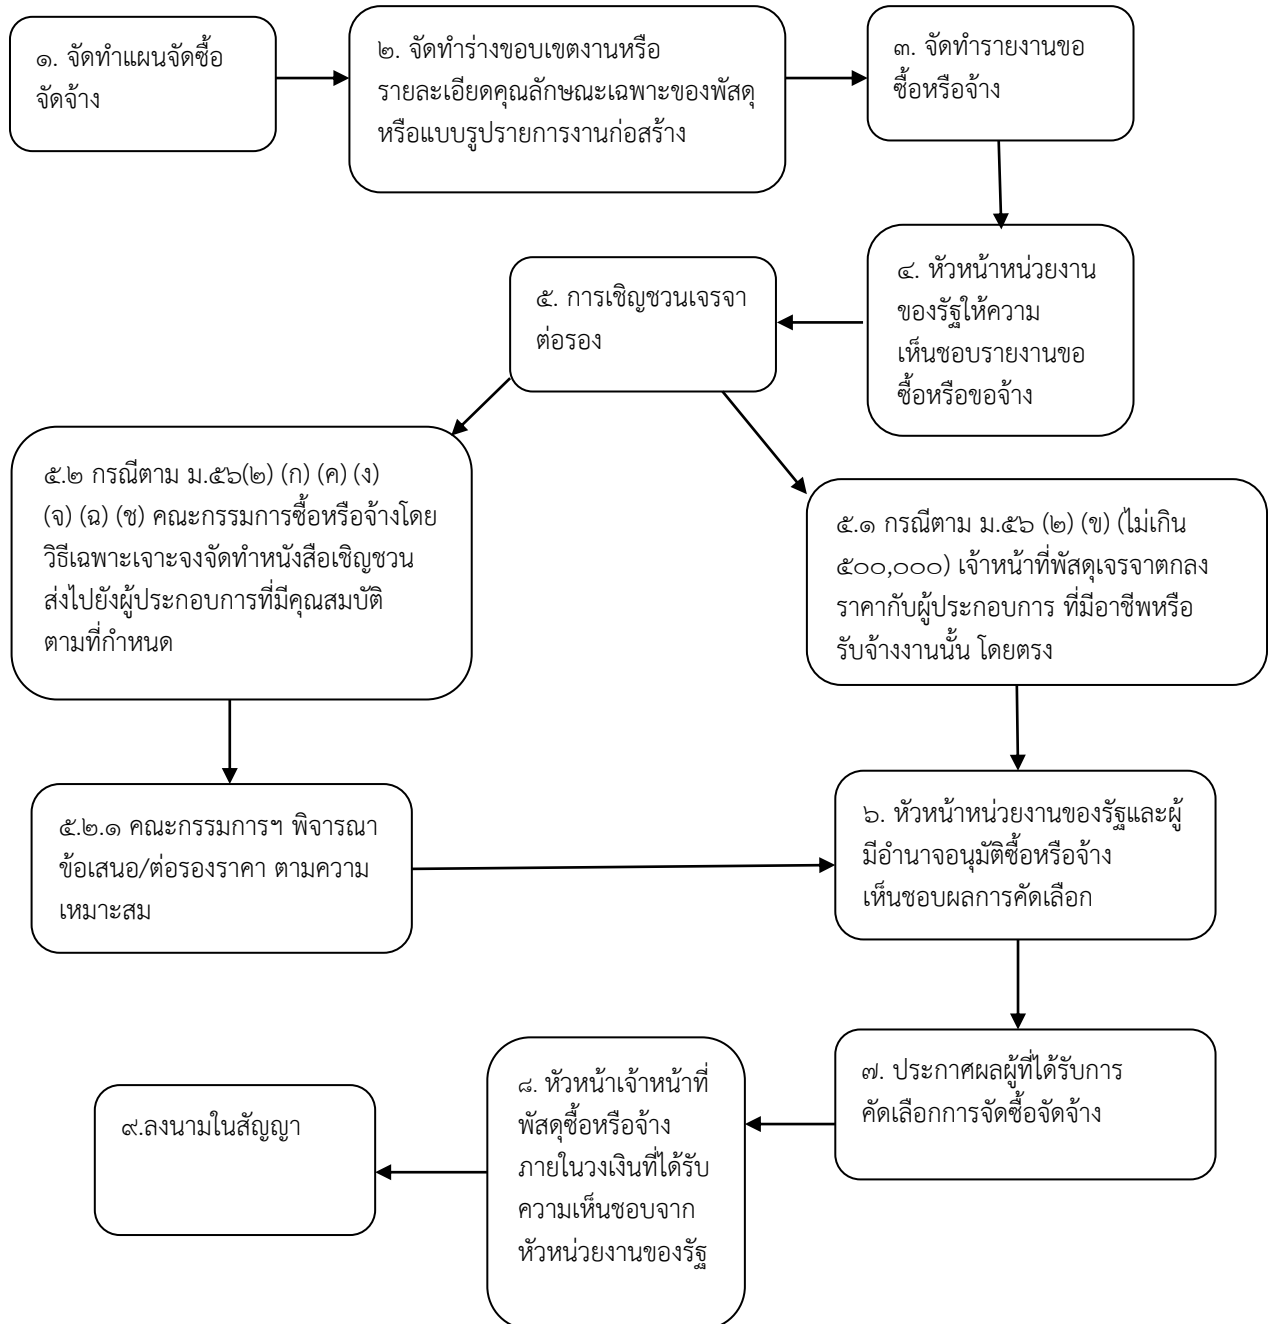 ๑. จัดทำแผนจัดซื้อ
จัดจ้าง
๒. จัดทำร่างขอบเขตงานหรือ
รายละเอียดคุณลักษณะเฉพาะของพัสดุ
หรือแบบรูปรายการงานก่อสร้าง
๓. จัดทำรายงานขอ
ซื้อหรือจ้าง
๔. หัวหน้าหน่วยงาน
ของรัฐให้ความ
เห็นชอบรายงานขอ
ซื้อหรือขอจ้าง
๕. การเชิญชวนเจรจา
ต่อรอง
๕.๒ กรณีตาม ม.๕๖(๒) (ก) (ค) (ง)
(จ) (ฉ) (ช) คณะกรรมการซื้อหรือจ้างโดย
วิธีเฉพาะเจาะจงจัดทำหนังสือเชิญชวน
ส่งไปยังผู้ประกอบการที่มีคุณสมบัติ
ตามที่กำหนด
๕.๑ กรณีตาม ม.๕๖ (๒) (ข) (ไม่เกิน
๕๐๐,๐๐๐) เจ้าหน้าที่พัสดุเจรจาตกลง
ราคากับผู้ประกอบการ ที่มีอาชีพหรือ
รับจ้างงานนั้น โดยตรง
๕.๒.๑ คณะกรรมการฯ พิจารณา
ข้อเสนอ/ต่อรองราคา ตามความ
เหมาะสม
๖. หัวหน้าหน่วยงานของรัฐและผู้
มีอำนาจอนุมัติซื้อหรือจ้าง
เห็นชอบผลการคัดเลือก
๗. ประกาศผลผู้ที่ได้รับการ
คัดเลือกการจัดซื้อจัดจ้าง
๘. หัวหน้าเจ้าหน้าที่
พัสดุซื้อหรือจ้าง
ภายในวงเงินที่ได้รับ
ความเห็นชอบจาก
หัวหน่วยงานของรัฐ
๙.ลงนามในสัญญา